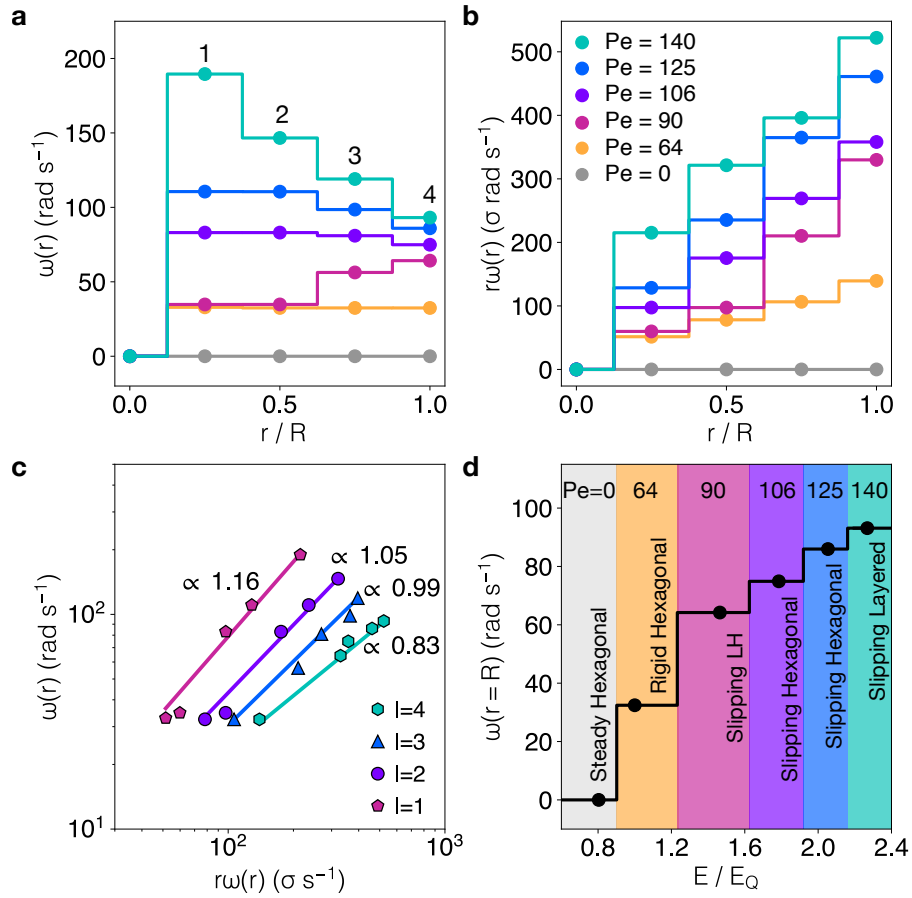 a
ω(r) (rad s⁻¹)
200
150
100
50
0
1
2
3
4
0.0
0.5
1.0
r / R
b
rω(r) (σ rad s⁻¹)
500
400
300
200
100
0
Pe = 140
Pe = 125
Pe = 106
Pe = 90
Pe = 64
Pe = 0
0.0
0.5
1.0
r / R
c
ω(r) (rad s⁻¹)
10²
10¹
∝ 1.16
∝ 1.05
∝ 0.99
∝ 0.83
l=4
l=3
l=2
l=1
10²
10³
rω(r) (σ s⁻¹)
d
ω(r = R) (rad s⁻¹)
100
80
60
40
20
0
Pe=0
64
90
106
125
140
Steady Hexagonal
Rigid Hexagonal
Slipping LH
Slipping Hexagonal
Slipping Hexagonal
Slipping Layered
0.8
1.2
1.6
2.0
2.4
E / E_Q